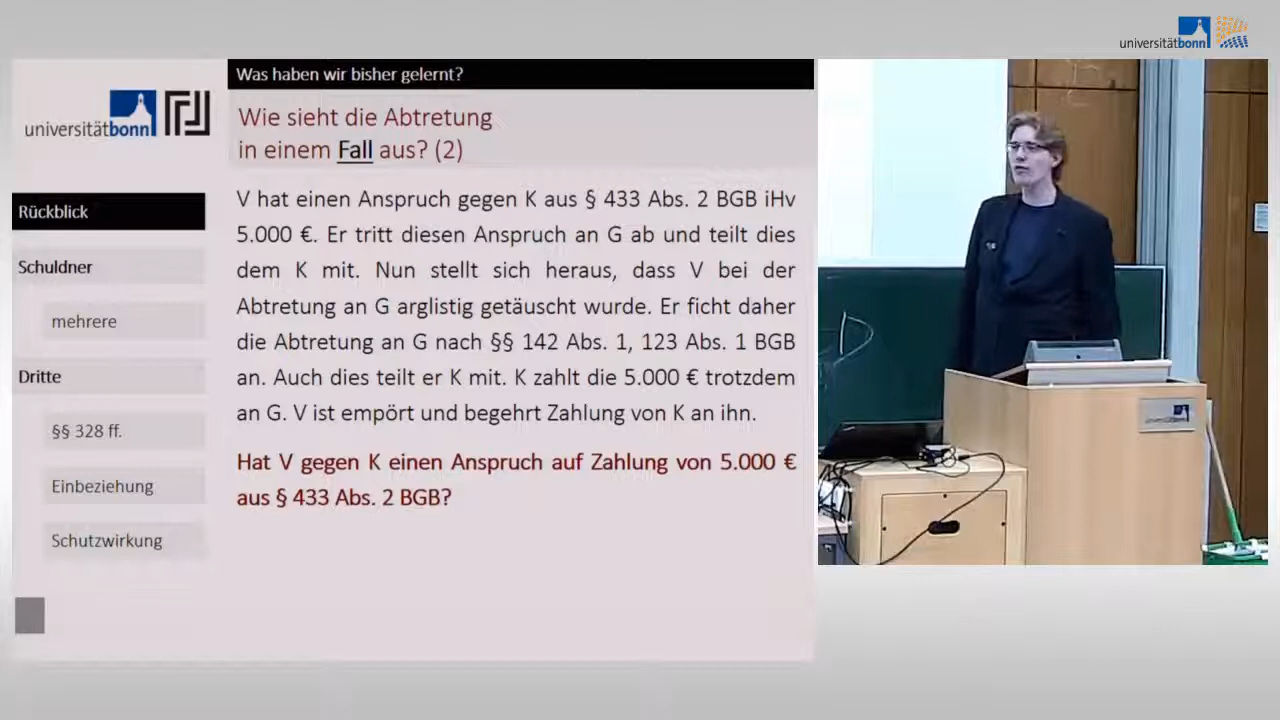 universitätbonn
Was haben wir bisher gelernt?
universitätbonn
Wie sieht die Abtretung
in einem Fall aus? (2)
Rückblick
Schuldner
mehrere
Dritte
§§ 328 ff.
Einbeziehung
Schutzwirkung
V hat einen Anspruch gegen K aus § 433 Abs. 2 BGB iHv
5.000 €. Er tritt diesen Anspruch an G ab und teilt dies
dem K mit. Nun stellt sich heraus, dass V bei der
Abtretung an G arglistig getäuscht wurde. Er ficht daher
die Abtretung an G nach §§ 142 Abs. 1, 123 Abs. 1 BGB
an. Auch dies teilt er K mit. K zahlt die 5.000 € trotzdem
an G. V ist empört und begehrt Zahlung von K an ihn.
Hat V gegen K einen Anspruch auf Zahlung von 5.000 €
aus § 433 Abs. 2 BGB?